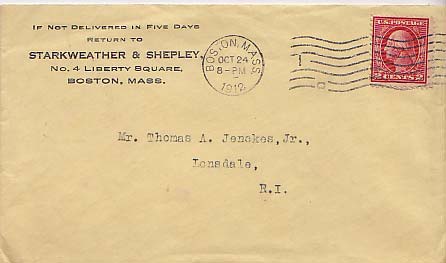 IF NOT DELIVERED IN FIVE DAYS
RETURN TO
STARKWEATHER & SHEPLEY,
NO. 4 LIBERTY SQUARE,
BOSTON, MASS.
BOSTON, MASS.
OCT 24
8-PM
1912
U.S. POSTAGE
2 CENTS 2
Mr. Thomas A. Jenckes, Jr.,
Lonsdale,
R.I.